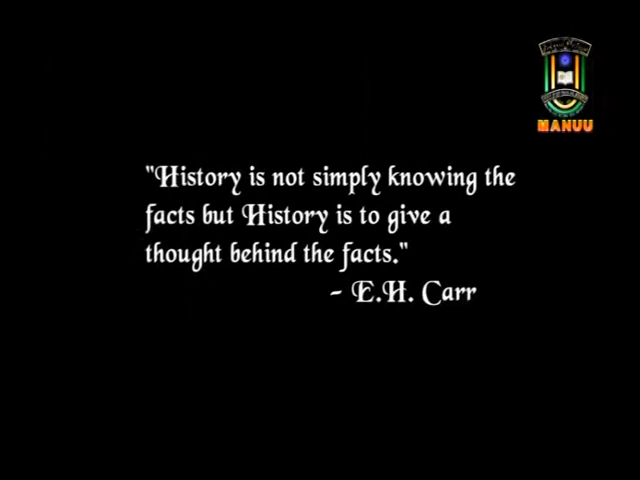 MANUU
"History is not simply knowing the
facts but History is to give a
thought behind the facts."
- E.H. Carr